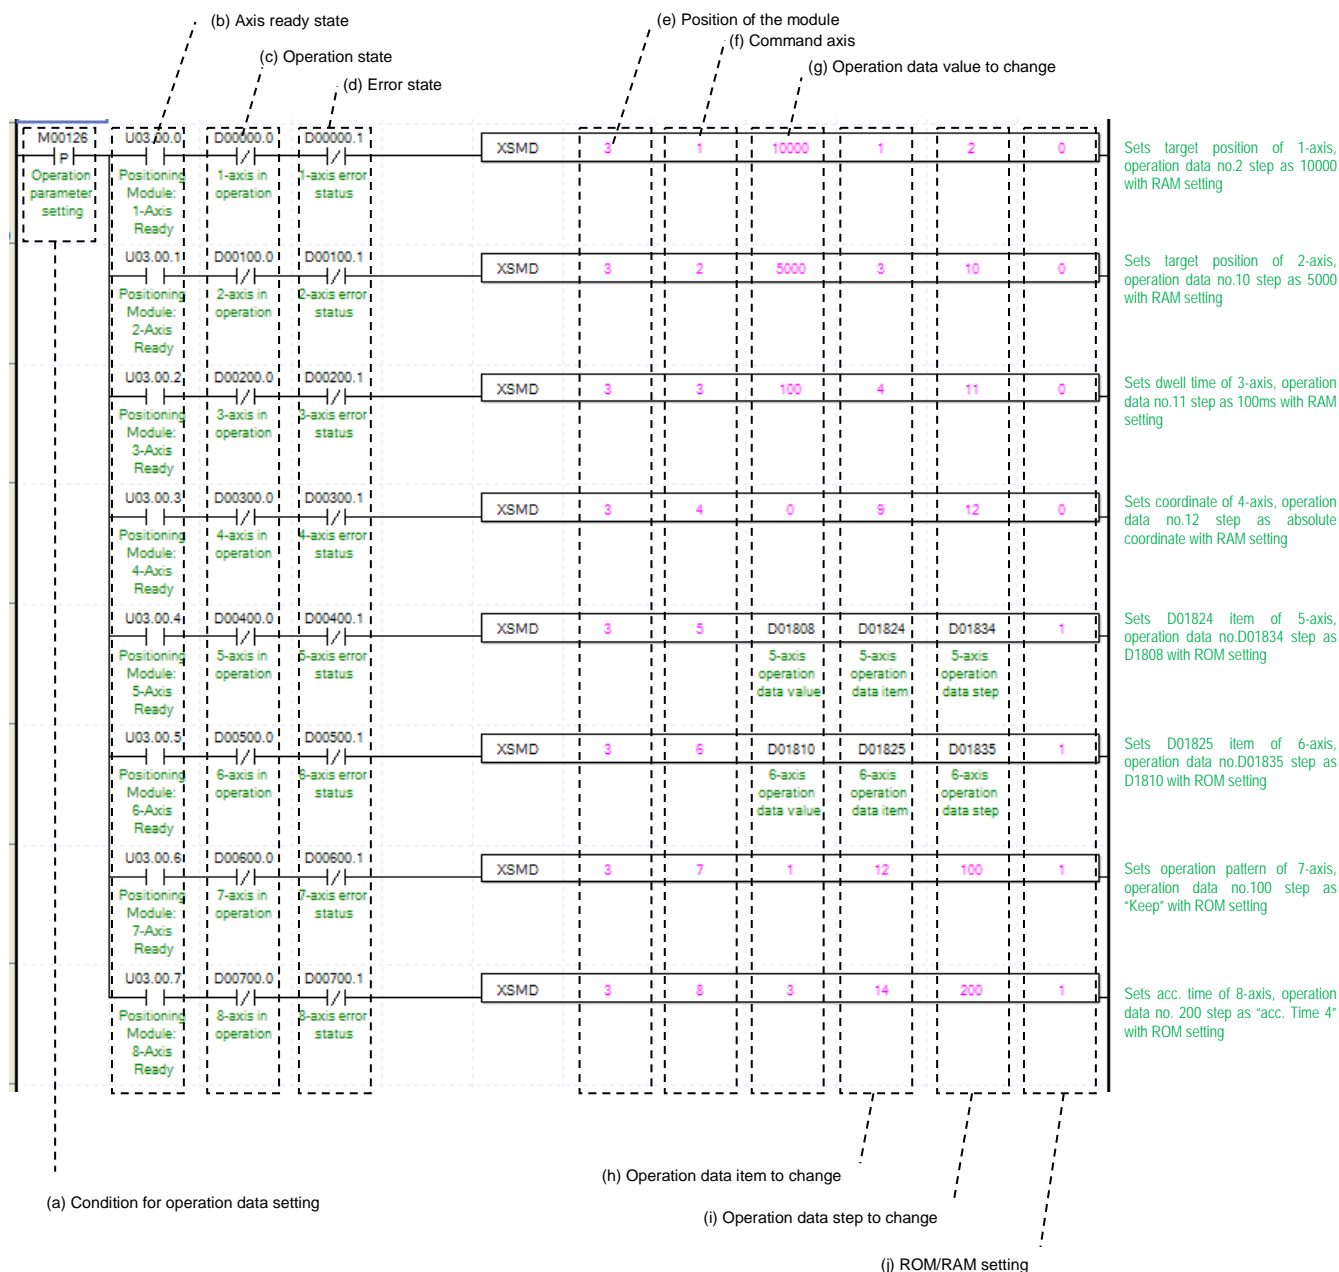 (b) Axis ready state
(e) Position of the module
(f) Command axis
(c) Operation state
(g) Operation data value to change
(d) Error state
M00126 U03.00.0 D00000.0 D00000.1
P
XSMD 3 1 10000 1 2 0
Operation
parameter
setting
Positioning
Module:
1-Axis
Ready
1-axis in
operation
1-axis error
status
Sets target position of 1-axis,
operation data no.2 step as 10000
with RAM setting
U03.00.1 D00100.0 D00100.1
XSMD 3 2 5000 3 10 0
Positioning
Module:
2-Axis
Ready
2-axis in
operation
2-axis error
status
Sets target position of 2-axis,
operation data no.10 step as 5000
with RAM setting
U03.00.2 D00200.0 D00200.1
XSMD 3 3 100 4 11 0
Positioning
Module:
3-Axis
Ready
3-axis in
operation
3-axis error
status
Sets dwell time of 3-axis, operation
data no.11 step as 100ms with RAM
setting
U03.00.3 D00300.0 D00300.1
XSMD 3 4 0 9 12 0
Positioning
Module:
4-Axis
Ready
4-axis in
operation
4-axis error
status
Sets coordinate of 4-axis, operation
data no.12 step as absolute
coordinate with RAM setting
U03.00.4 D00400.0 D00400.1
XSMD 3 5 D01808 D01824 D01834 1
Positioning
Module:
5-Axis
Ready
5-axis in
operation
5-axis error
status
5-axis
operation
data value
5-axis
operation
data item
5-axis
operation
data step
Sets D01824 item of 5-axis,
operation data no.D01834 step as
D1808 with ROM setting
U03.00.5 D00500.0 D00500.1
XSMD 3 6 D01810 D01825 D01835 1
Positioning
Module:
6-Axis
Ready
6-axis in
operation
6-axis error
status
6-axis
operation
data value
6-axis
operation
data item
6-axis
operation
data step
Sets D01825 item of 6-axis,
operation data no.D01835 step as
D1810 with ROM setting
U03.00.6 D00600.0 D00600.1
XSMD 3 7 1 12 100 1
Positioning
Module:
7-Axis
Ready
7-axis in
operation
7-axis error
status
Sets operation pattern of 7-axis,
operation data no.100 step as
“Keep” with ROM setting
U03.00.7 D00700.0 D00700.1
XSMD 3 8 3 14 200 1
Positioning
Module:
8-Axis
Ready
8-axis in
operation
8-axis error
status
Sets acc. time of 8-axis, operation
data no. 200 step as “acc. Time 4”
with ROM setting
(h) Operation data item to change
(a) Condition for operation data setting
(i) Operation data step to change
(j) ROM/RAM setting